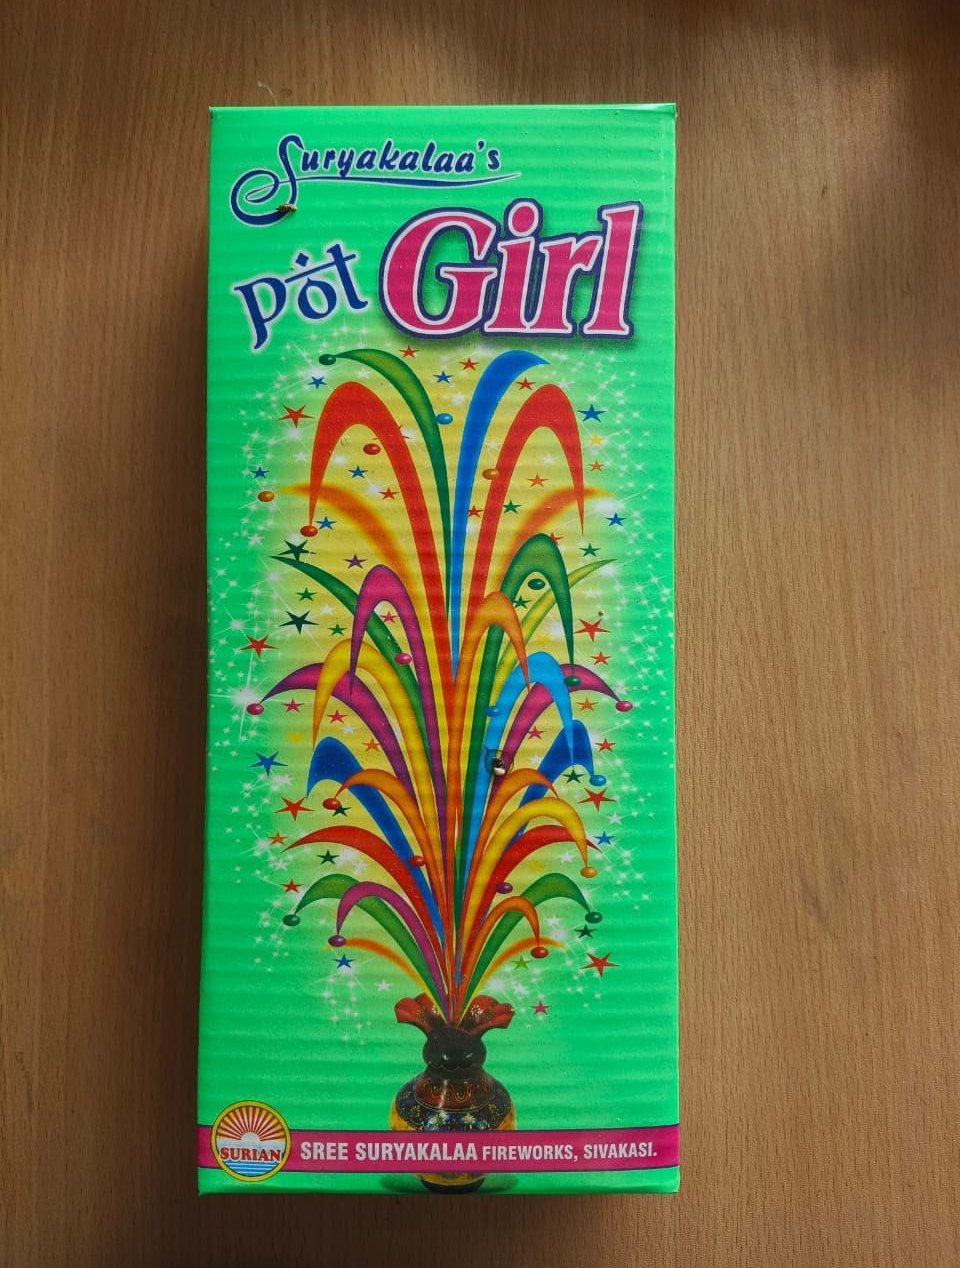 Suryakalaa's
Pot Girl
SURIAN
SREE SURYAKALAA FIREWORKS, SIVAKASI.